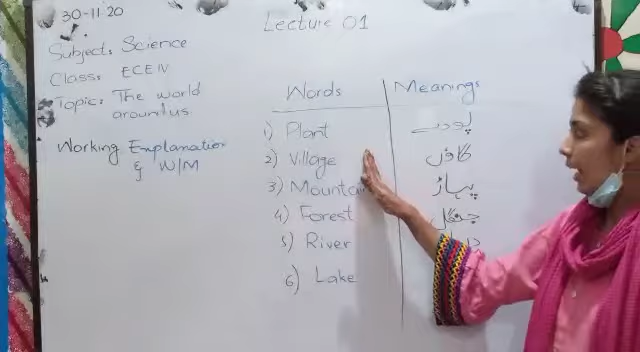 30-11-20
Lecture 01
Subject: Science
Class: ECE IV
Topic: The world
around us
Working Explanation
& W/M
Words Meanings
1) Plant پودے
2) Village گاؤں
3) Mountain پہاڑ
4) Forest جنگل
5) River
6) Lake